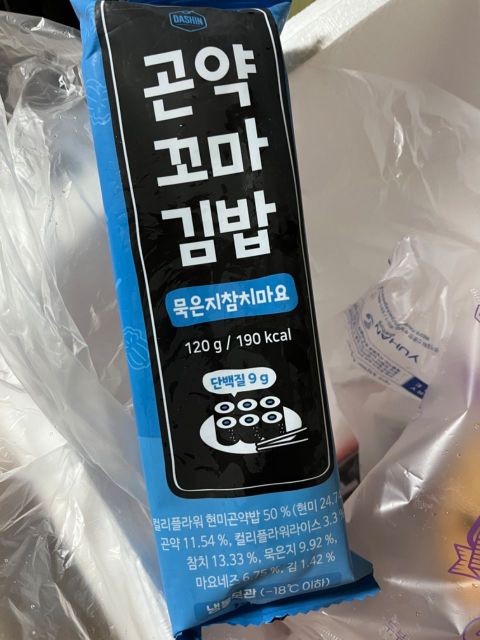 DASHIN
곤약
꼬마
김밥
묵은지참치마요
120 g / 190 kcal
단백질 9 g
컬리플라워 현미곤약밥 50 % (현미 24.7
곤약 11.54 %, 컬리플라워라이스 3.3
참치 13.33 %, 묵은지 9.92 %,
마요네즈 6.75 %, 김 1.42 %
(-18℃ 이하)
YUHAN